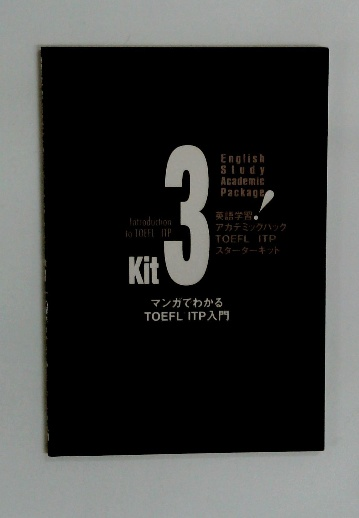 English
Study
Academic
Package
!
英語学習
アカデミックパック
TOEFL ITP
スターターキット
Introduction
to TOEFL ITP
Kit 3
マンガでわかる
TOEFL ITP入門